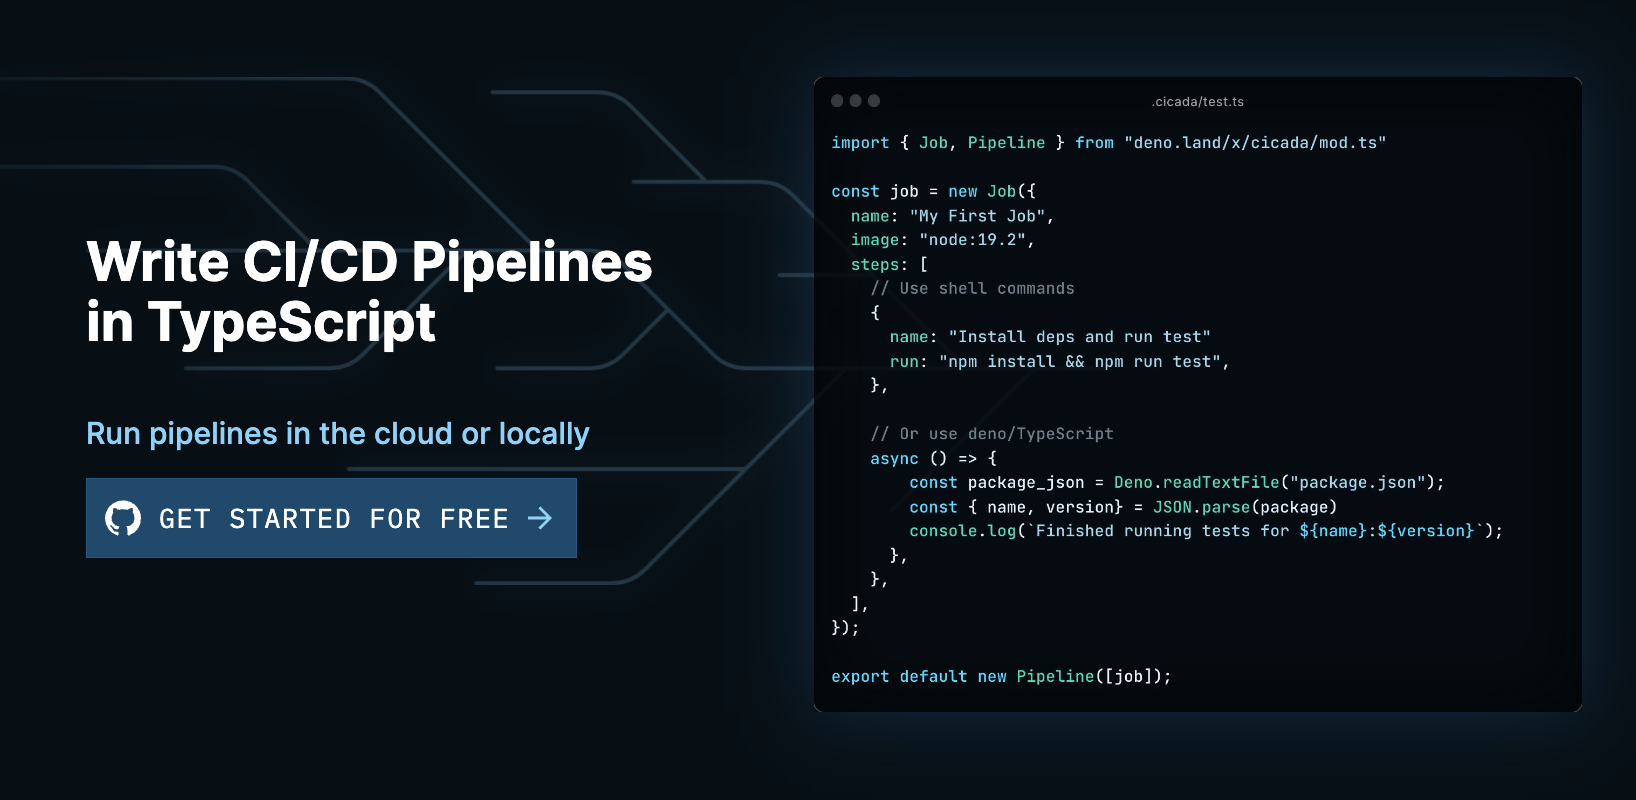 Write CI/CD Pipelines
in TypeScript
Run pipelines in the cloud or locally
GET STARTED FOR FREE →
.cicada/test.ts
import { Job, Pipeline } from "deno.land/x/cicada/mod.ts"
const job = new Job({
  name: "My First Job",
  image: "node:19.2",
  steps: [
    // Use shell commands
    {
      name: "Install deps and run test"
      run: "npm install && npm run test",
    },
    // Or use deno/TypeScript
    async () => {
        const package_json = Deno.readTextFile("package.json");
        const { name, version} = JSON.parse(package)
        console.log(`Finished running tests for ${name}:${version}`);
      },
    },
  ],
});
export default new Pipeline([job]);